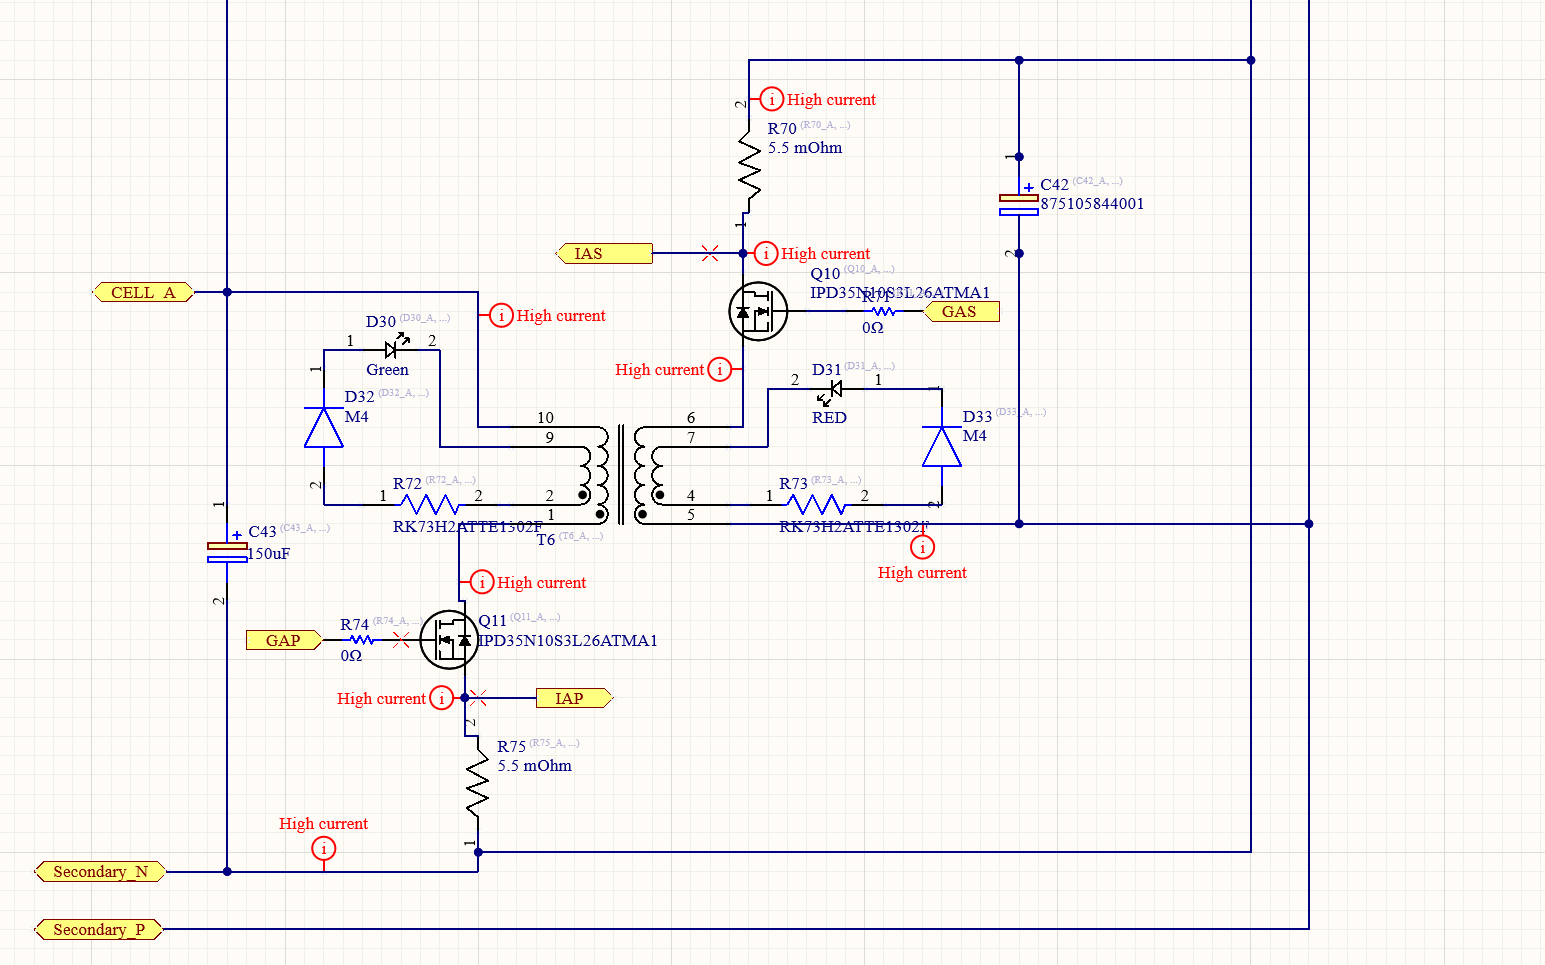 2
High current
R70 (R70_A, ...)
5.5 mOhm
1
1
C42 (C42_A, ...)
+
875105844001
2
IAS
High current
Q10 (Q10_A, ...)
IPD35N10S3L26ATMA1
R71
0Ω
GAS
CELL_A
High current
D30 (D30_A, ...)
1
2
Green
High current
D31 (D31_A, ...)
2
1
RED
1
D32 (D32_A, ...)
M4
1
D33 (D33_A, ...)
M4
10
6
9
7
2
R72 (R72_A, ...)
1
2
2
4
R73 (R73_A, ...)
1
2
2
RK73H2ATTE1302F
1
5
RK73H2ATTE1302F
T6 (T6_A, ...)
High current
1
C43 (C43_A, ...)
+
150uF
2
High current
GAP
R74 (R74_A, ...)
0Ω
Q11 (Q11_A, ...)
IPD35N10S3L26ATMA1
High current
IAP
2
R75 (R75_A, ...)
5.5 mOhm
1
High current
Secondary_N
Secondary_P